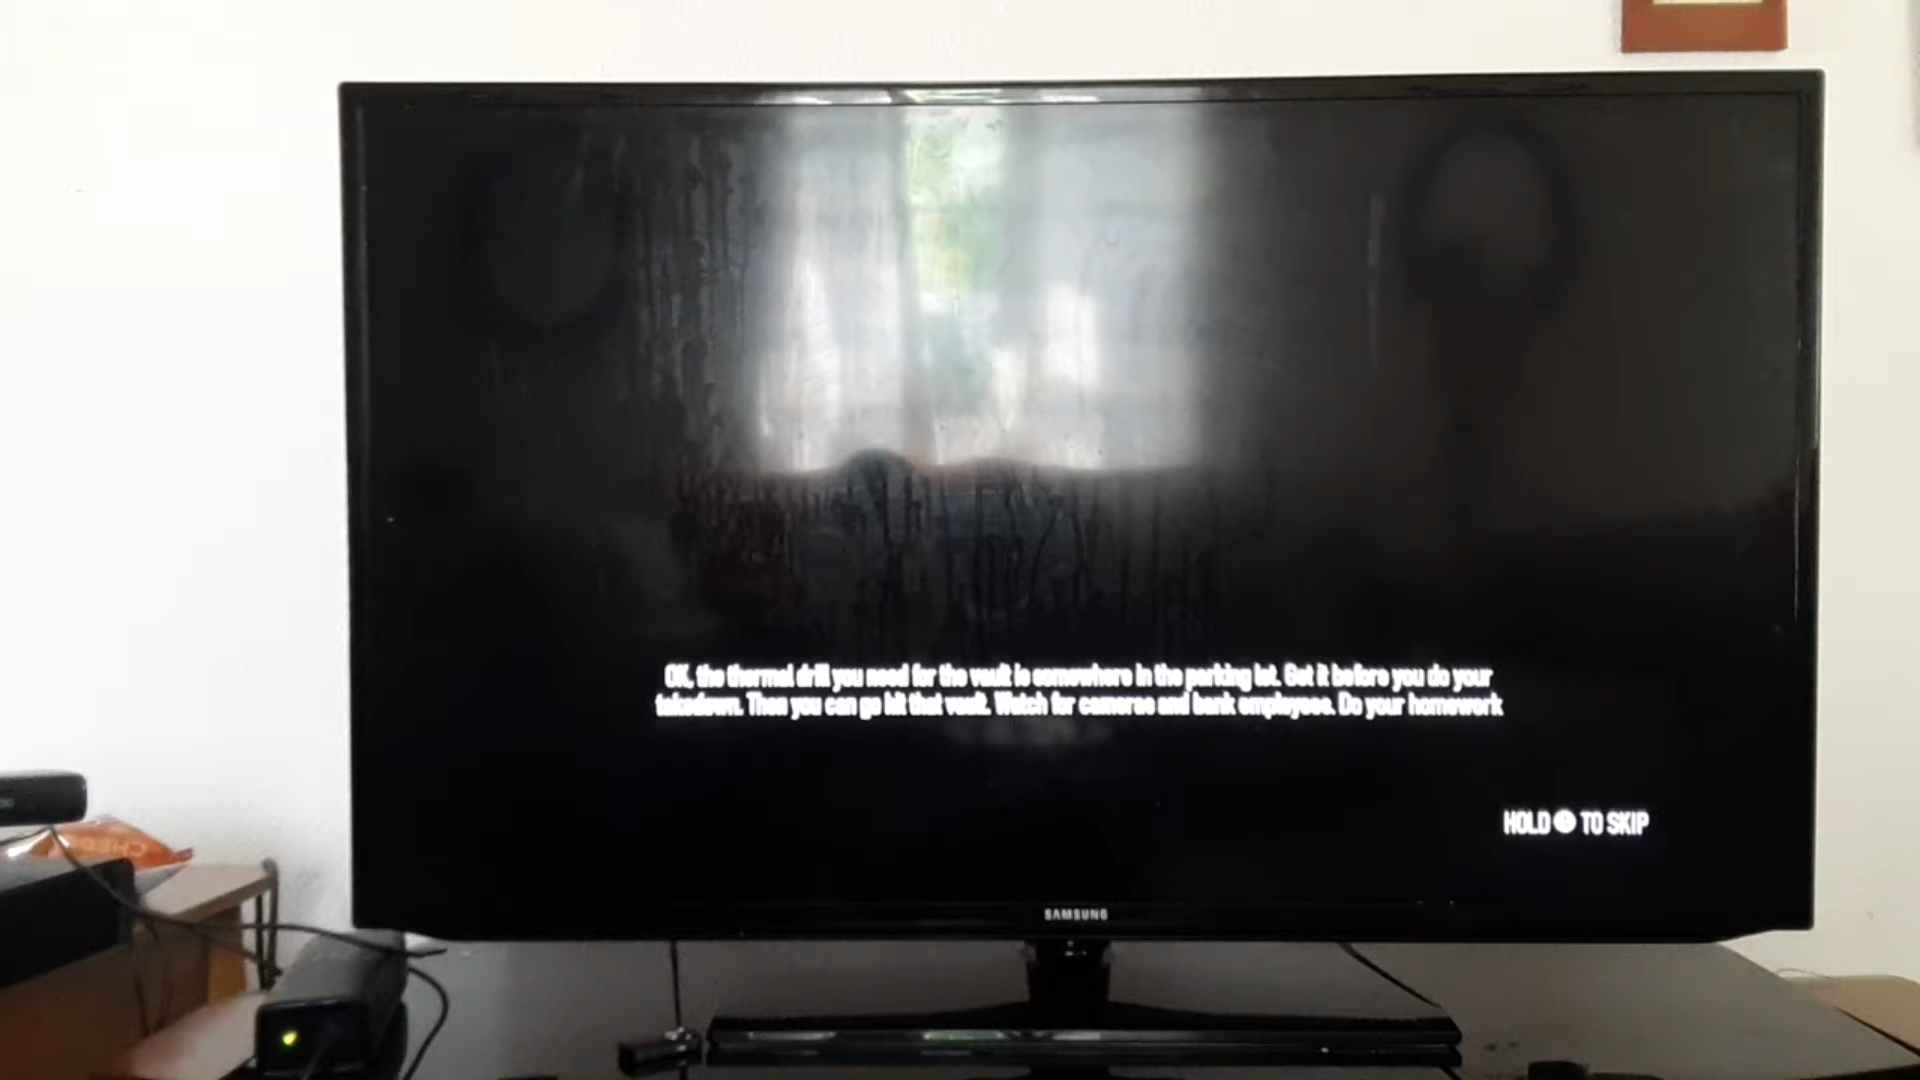 OK, the thermal drill you need for the vault is somewhere in the parking lot. Get it before you do your
takedown. Then you can go hit that vault. Watch for cameras and bank employees. Do your homework
HOLD TO SKIP
SAMSUNG